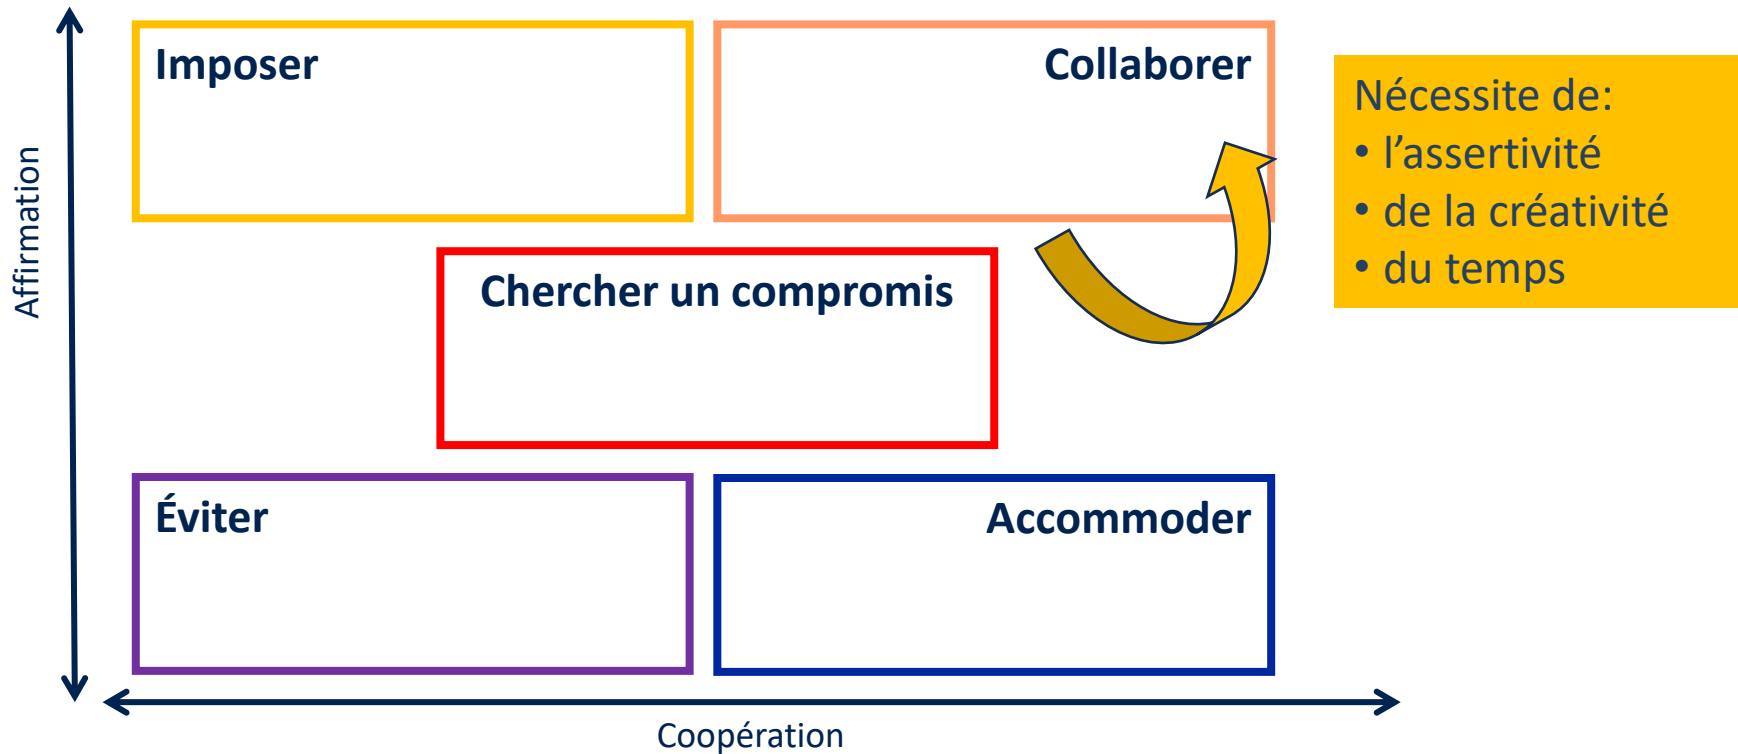 Imposer
Collaborer
Nécessite de:
• l’assertivité
• de la créativité
• du temps
Affirmation
Chercher un compromis
Éviter
Accommoder
Coopération